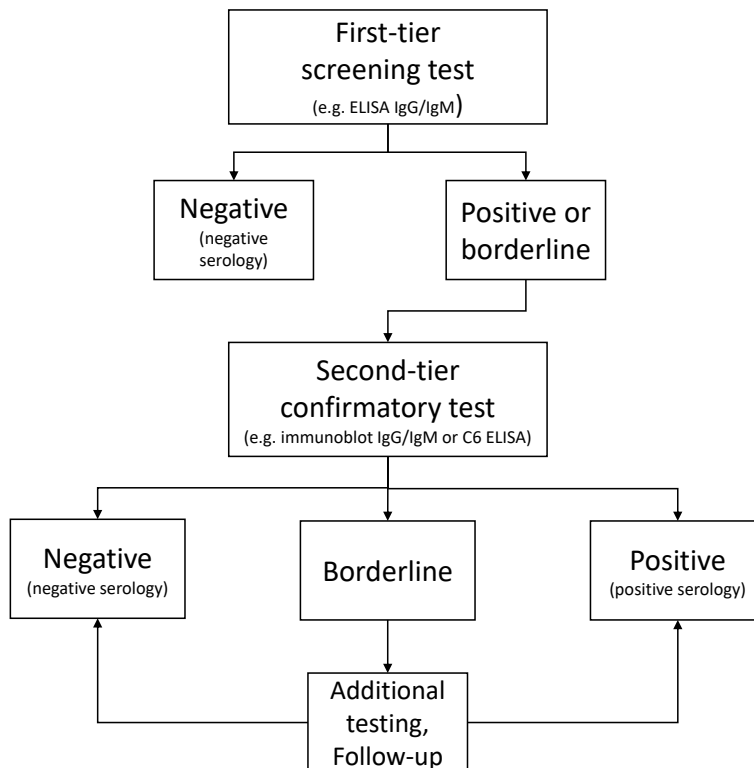 First-tier
screening test
(e.g. ELISA IgG/IgM)
Negative
(negative
serology)
Positive or
borderline
Second-tier
confirmatory test
(e.g. immunoblot IgG/IgM or C6 ELISA)
Negative
(negative serology)
Borderline
Positive
(positive serology)
Additional
testing,
Follow-up